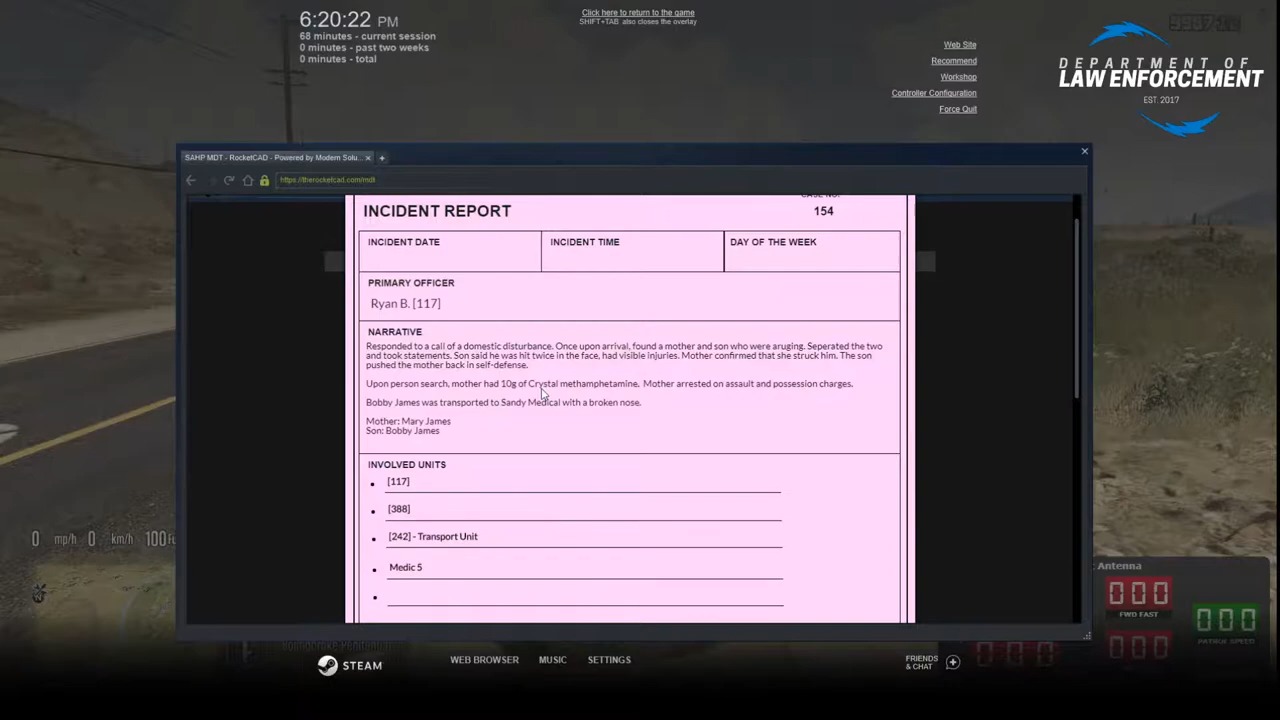 6:20:22 PM
68 minutes - current session
0 minutes - past two weeks
0 minutes - total
Click here to return to the game
SHIFT+TAB also closes the overlay
Web Site
Recommend
Workshop
Controller Configuration
Force Quit
DEPARTMENT OF
LAW ENFORCEMENT
EST. 2017
SAHP MDT - RocketCAD - Powered by Modern Solu...
https://therocketcad.com/mdt
CASE NO.
INCIDENT REPORT
154
INCIDENT DATE
INCIDENT TIME
DAY OF THE WEEK
PRIMARY OFFICER
Ryan B. [117]
NARRATIVE
Responded to a call of a domestic disturbance. Once upon arrival, found a mother and son who were aruging. Seperated the two
and took statements. Son said he was hit twice in the face, had visible injuries. Mother confirmed that she struck him. The son
pushed the mother back in self-defense.
Upon person search, mother had 10g of Crystal methamphetamine. Mother arrested on assault and possession charges.
Bobby James was transported to Sandy Medical with a broken nose.
Mother: Mary James
Son: Bobby James
INVOLVED UNITS
[117]
[388]
[242] - Transport Unit
Medic 5
0 mph/h 0 km/h 100
Antenna
000
FWD FAST
000
PATROL SPEED
000
STEAM
WEB BROWSER
MUSIC
SETTINGS
FRIENDS
& CHAT
000